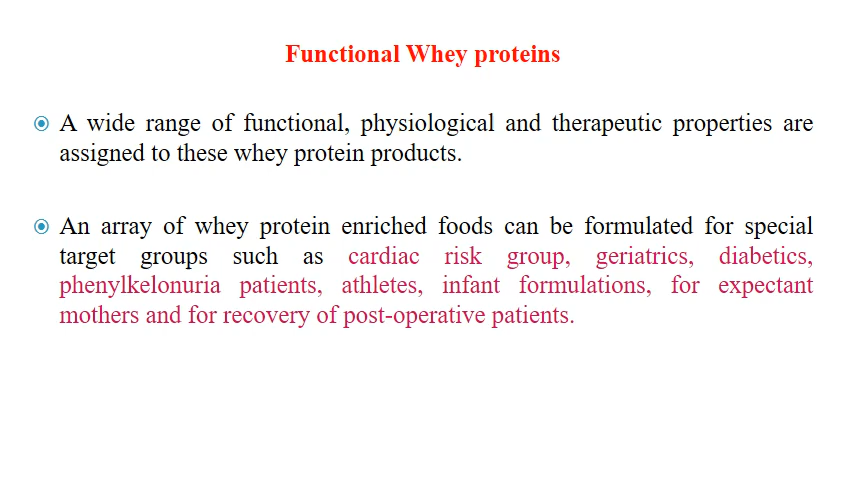 Functional Whey proteins
A wide range of functional, physiological and therapeutic properties are
assigned to these whey protein products.
An array of whey protein enriched foods can be formulated for special
target groups such as cardiac risk group, geriatrics, diabetics,
phenylkelonuria patients, athletes, infant formulations, for expectant
mothers and for recovery of post-operative patients.